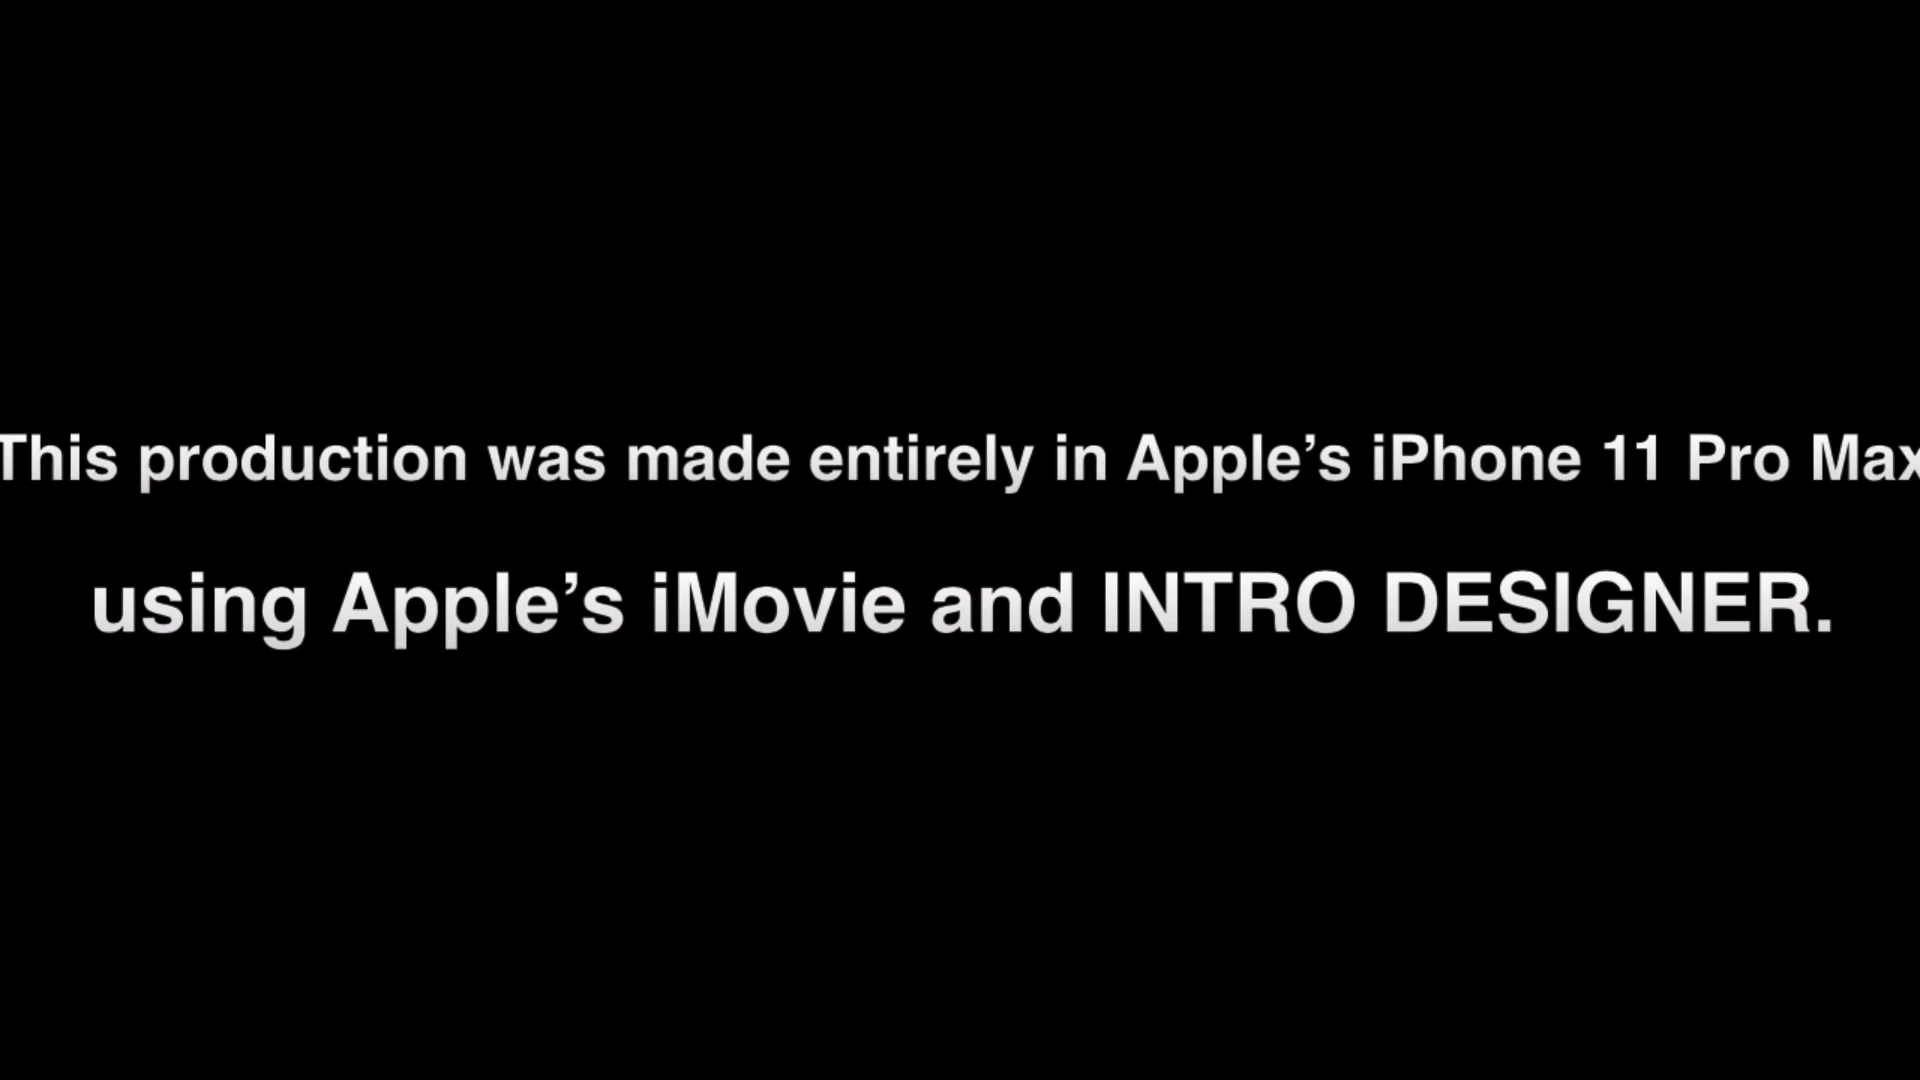 This production was made entirely in Apple’s iPhone 11 Pro Max
using Apple’s iMovie and INTRO DESIGNER.